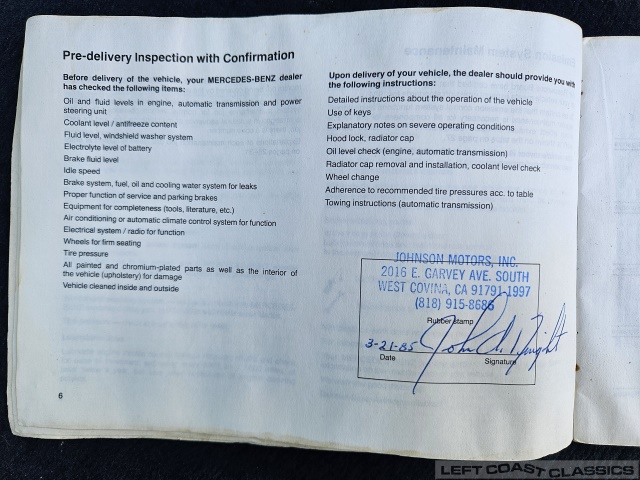 Pre-delivery Inspection with Confirmation
Before delivery of the vehicle, your MERCEDES-BENZ dealer
has checked the following items:
Oil and fluid levels in engine, automatic transmission and power
steering unit
Coolant level / antifreeze content
Fluid level, windshield washer system
Electrolyte level of battery
Brake fluid level
Idle speed
Brake system, fuel, oil and cooling water system for leaks
Proper function of service and parking brakes
Equipment for completeness (tools, literature, etc.)
Air conditioning or automatic climate control system for function
Electrical system / radio for function
Wheels for firm seating
Tire pressure
All painted and chromium-plated parts as well as the interior of
the vehicle (upholstery) for damage
Vehicle cleaned inside and outside
6
Upon delivery of your vehicle, the dealer should provide you with
the following instructions:
Detailed instructions about the operation of the vehicle
Use of keys
Explanatory notes on severe operating conditions
Hood lock, radiator cap
Oil level check (engine, automatic transmission)
Radiator cap removal and installation, coolant level check
Wheel change
Adherence to recommended tire pressures acc. to table
Towing instructions (automatic transmission)
JOHNSON MOTORS, INC.
2016 E. GARVEY AVE. SOUTH
WEST COVINA, CA 91791-1997
(818) 915-8686
Rubber stamp
3-21-85
Date
Signature
LEFT COAST CLASSICS